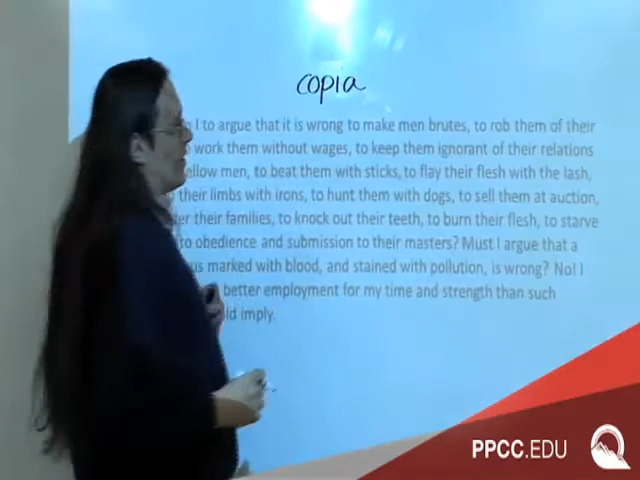 copia
I to argue that it is wrong to make men brutes, to rob them of their
work them without wages, to keep them ignorant of their relations
men, to beat them with sticks, to flay their flesh with the lash,
their limbs with irons, to hunt them with dogs, to sell them at auction,
their families, to knock out their teeth, to burn their flesh, to starve
to obedience and submission to their masters? Must I argue that a
marked with blood, and stained with pollution, is wrong? No! I
better employment for my time and strength than such
imply.
PPCC.EDU